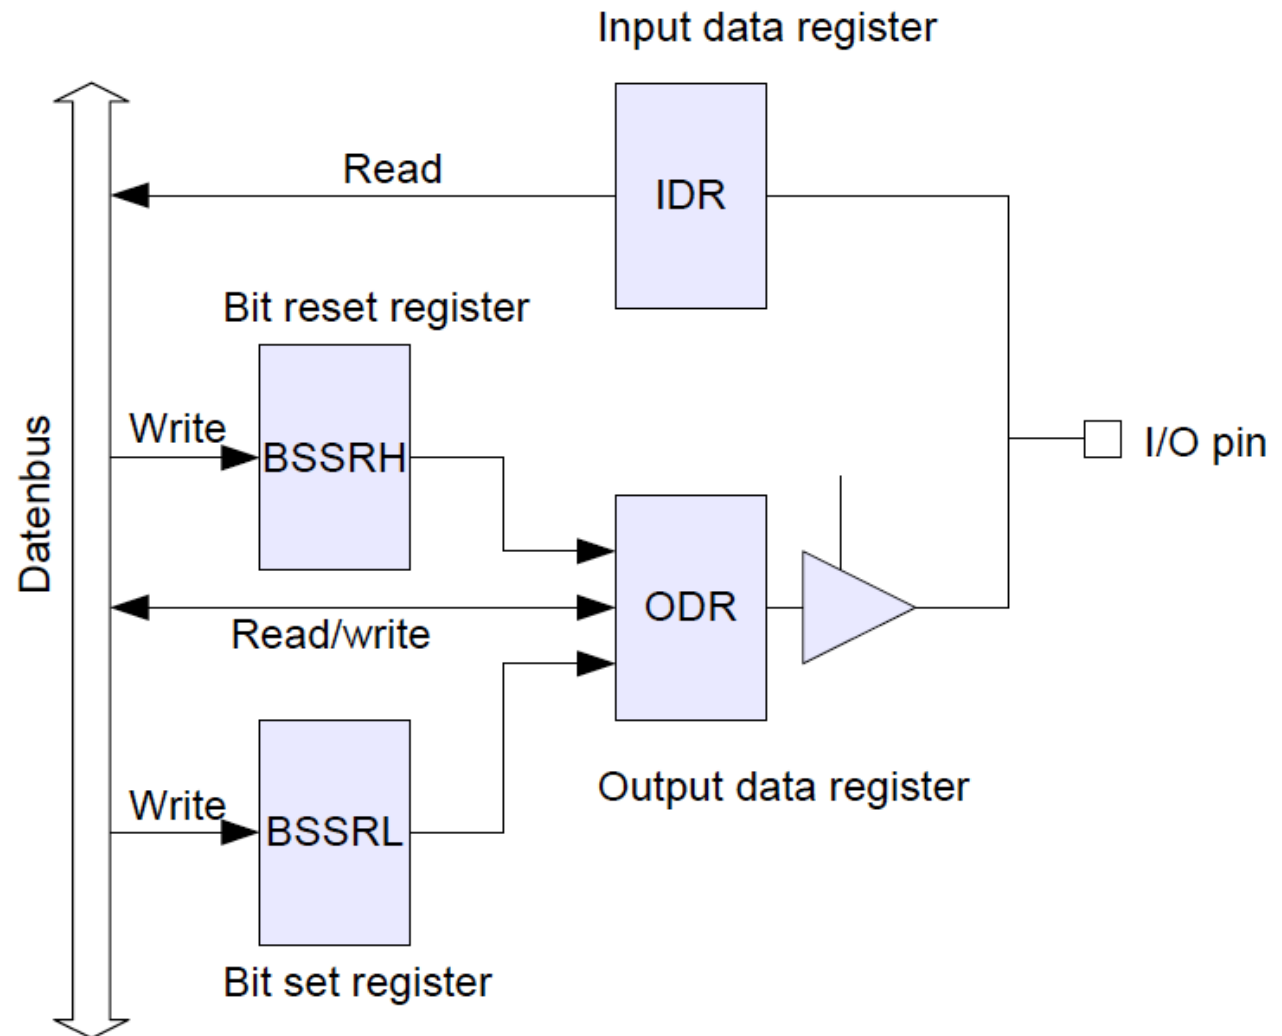 Input data register
Read
IDR
Bit reset register
Write
BSSRH
I/O pin
Datenbus
ODR
Read/write
Output data register
Write
BSSRL
Bit set register